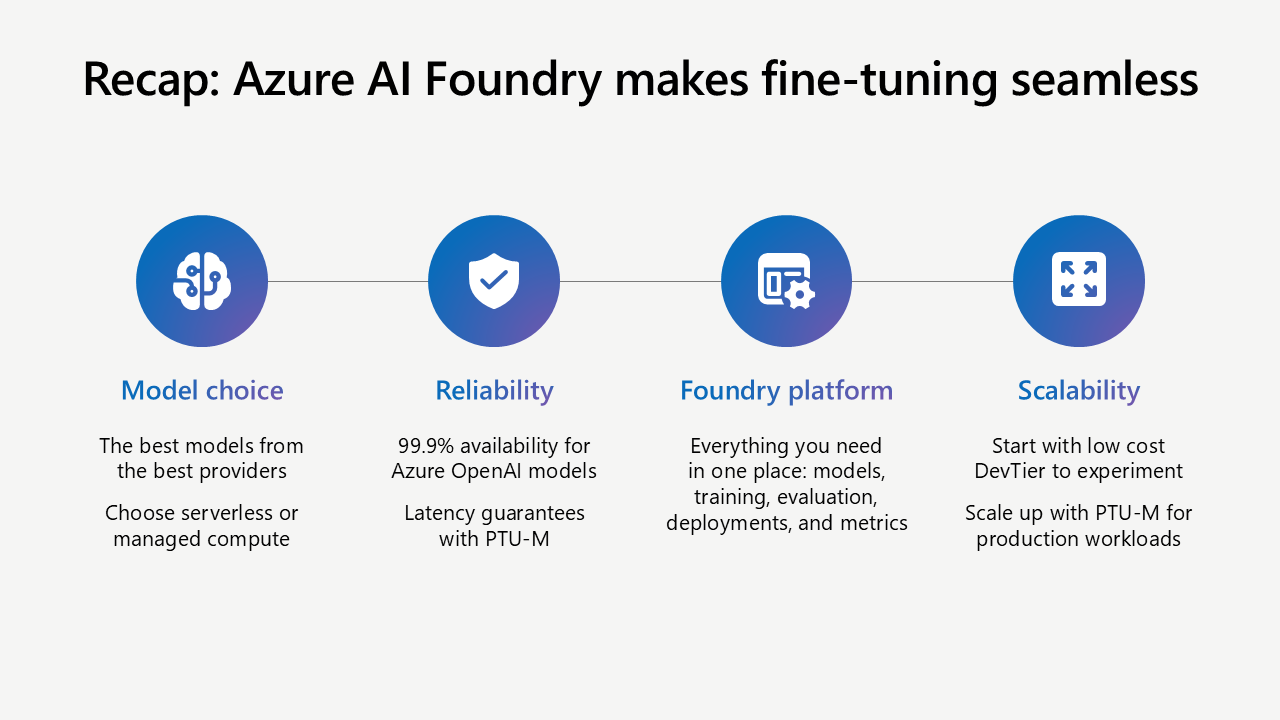 Recap: Azure AI Foundry makes fine-tuning seamless
Model choice
The best models from
the best providers
Choose serverless or
managed compute
Reliability
99.9% availability for
Azure OpenAI models
Latency guarantees
with PTU-M
Foundry platform
Everything you need
in one place: models,
training, evaluation,
deployments, and metrics
Scalability
Start with low cost
DevTier to experiment
Scale up with PTU-M for
production workloads